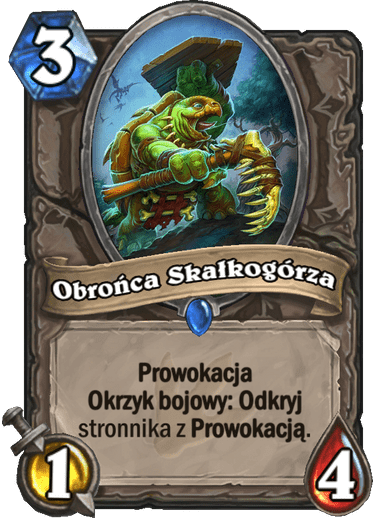 3
Obrońca Skałkogórza
Prowokacja
Okrzyk bojowy: Odkryj
stronnika z Prowokacją.
1
4